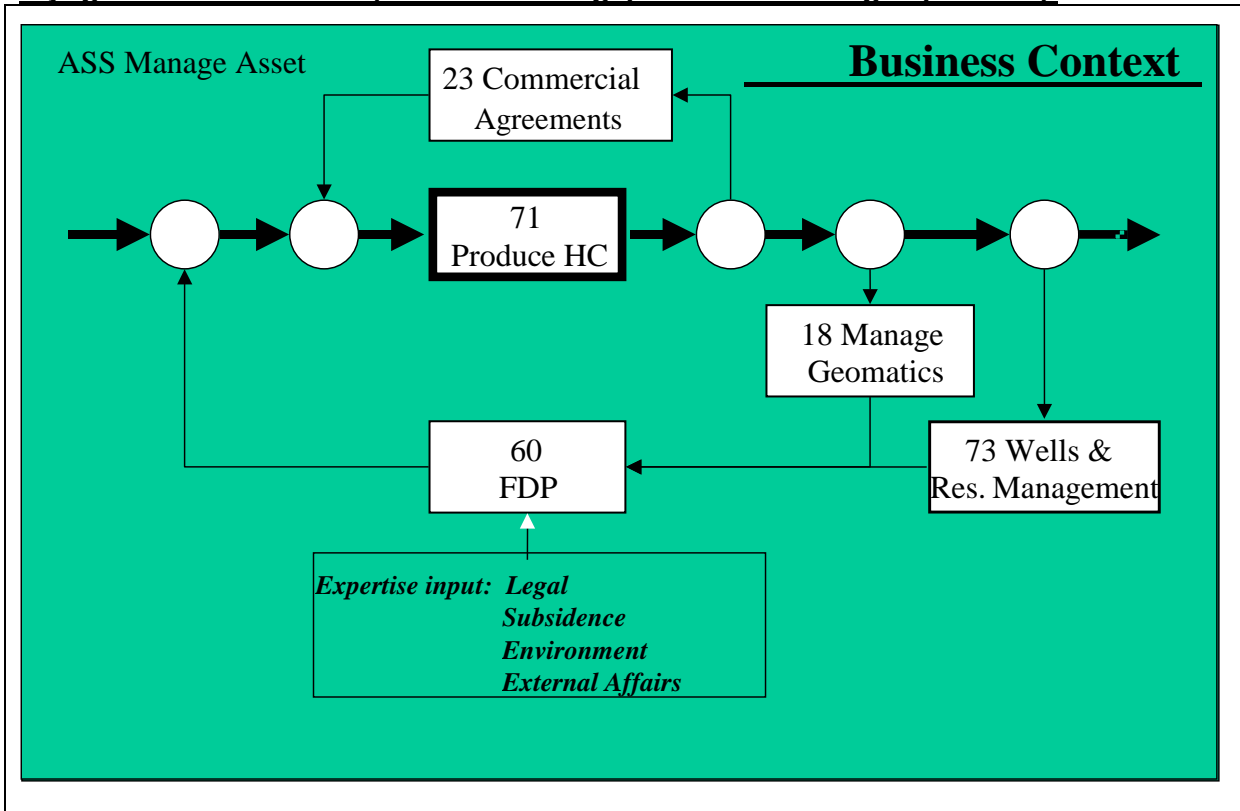 ASS Manage Asset
Business Context
23 Commercial
Agreements
71
Produce HC
18 Manage
Geomatics
60
FDP
73 Wells &
Res. Management
Expertise input: Legal
Subsidence
Environment
External Affairs